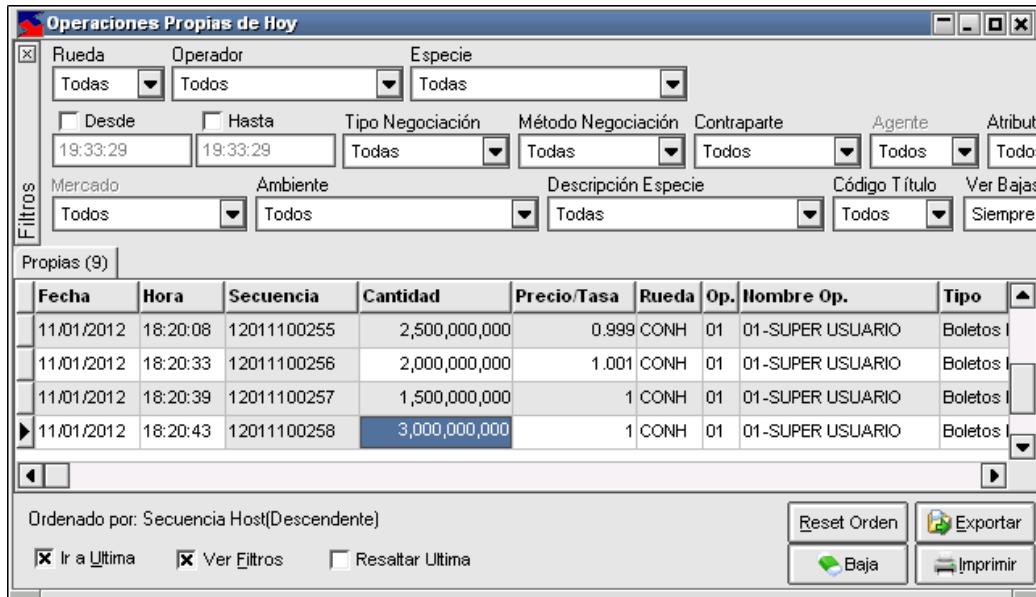 Operaciones Propias de Hoy
Rueda Operador Especie
Todas Todos Todas
Desde Hasta Tipo Negociación Método Negociación Contraparte Agente Atribut
19:33:29 19:33:29 Todas Todas Todos Todos Todo
Mercado Ambiente Descripción Especie Código Título Ver Bajas
Todos Todos Todas Todos Siempre
Filtros
Propias (9)
Fecha Hora Secuencia Cantidad Precio/Tasa Rueda Op. Nombre Op. Tipo
11/01/2012 18:20:08 12011100255 2,500,000,000 0.999 CONH 01 01-SUPER USUARIO Boletos I
11/01/2012 18:20:33 12011100256 2,000,000,000 1.001 CONH 01 01-SUPER USUARIO Boletos I
11/01/2012 18:20:39 12011100257 1,500,000,000 1 CONH 01 01-SUPER USUARIO Boletos I
11/01/2012 18:20:43 12011100258 3,000,000,000 1 CONH 01 01-SUPER USUARIO Boletos I
Ordenado por: Secuencia Host(Descendente)
Reset Orden Exportar
Ir a Ultima Ver Filtros Resaltar Ultima
Baja Imprimir